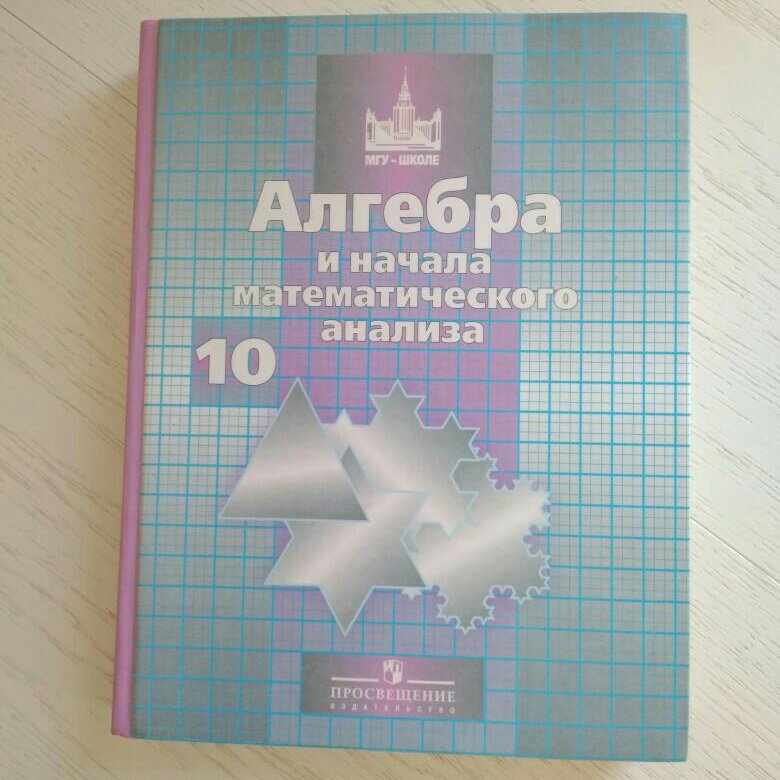 МГУ - ШКОЛЕ
Алгебра
и начала
математического
анализа
10
ПРОСВЕЩЕНИЕ
ИЗДАТЕЛЬСТВО